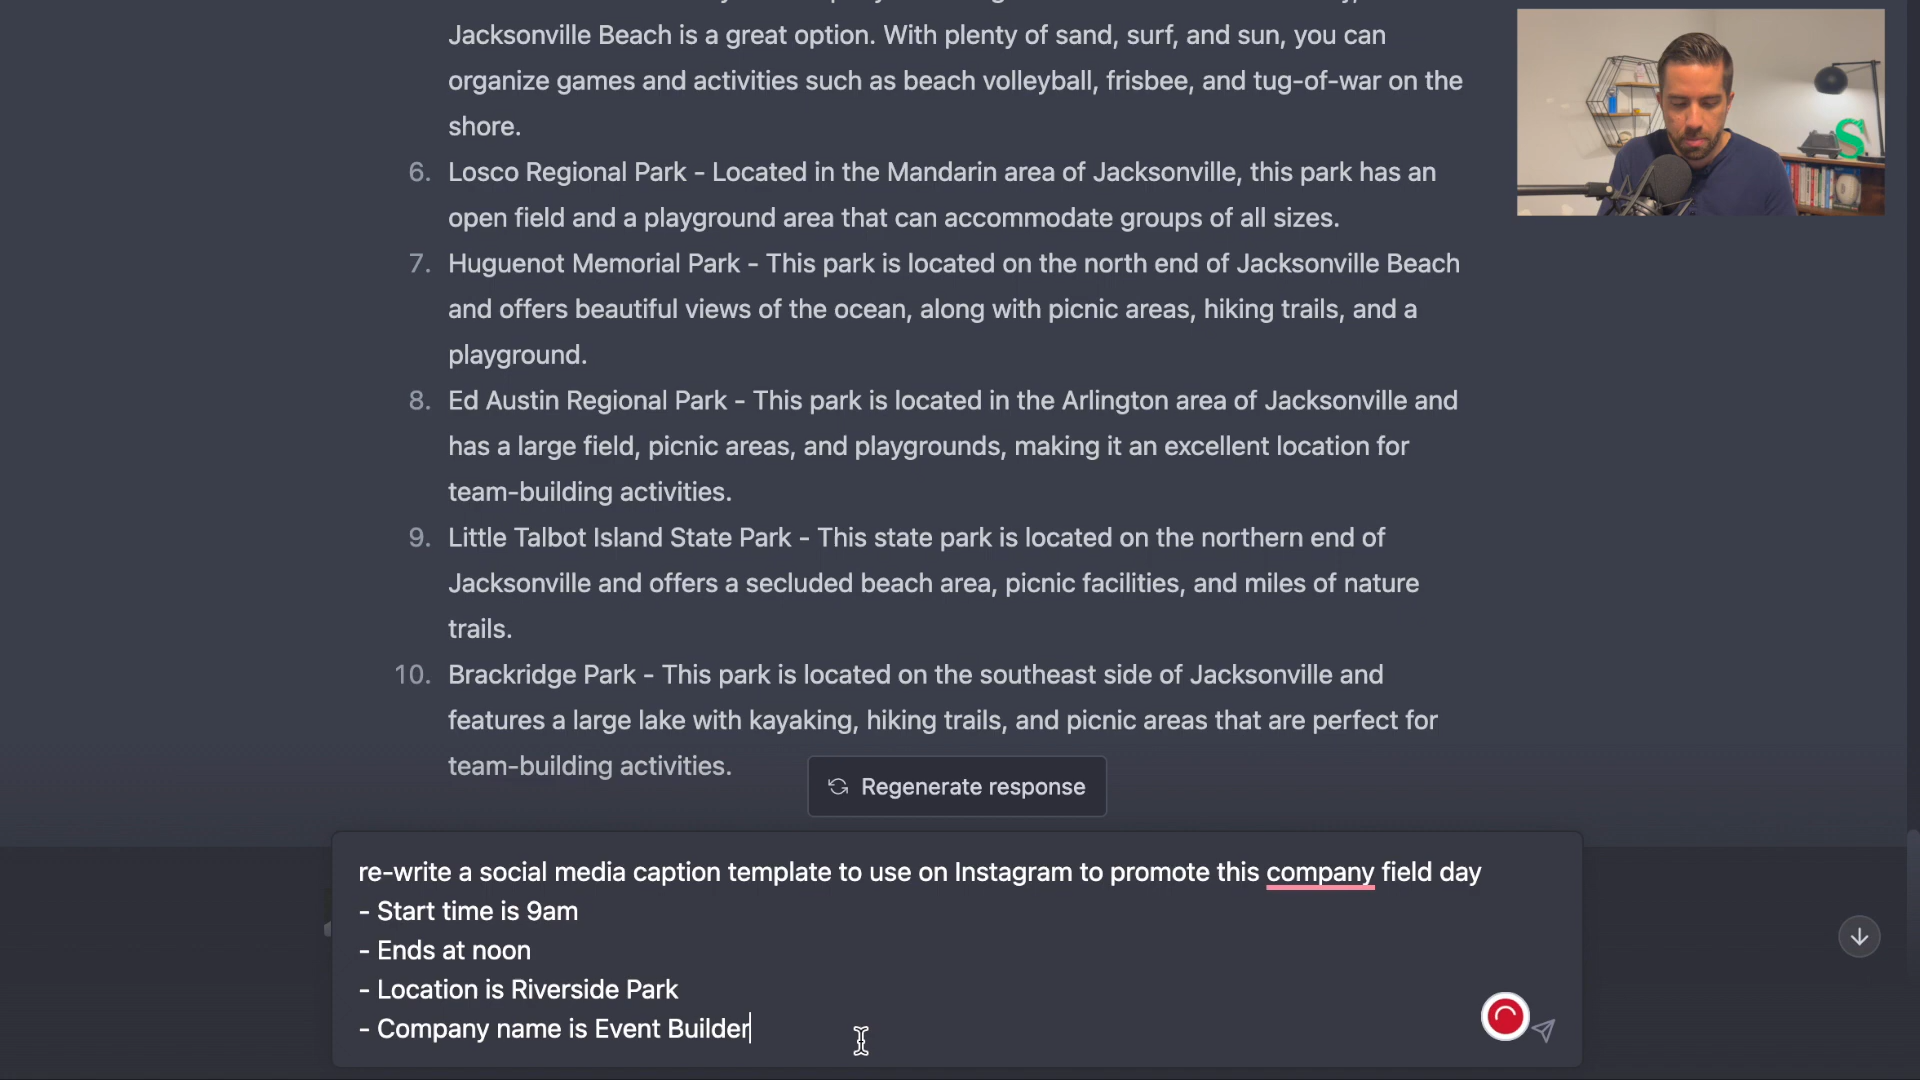 Jacksonville Beach is a great option. With plenty of sand, surf, and sun, you can
organize games and activities such as beach volleyball, frisbee, and tug-of-war on the
shore.
6. Losco Regional Park - Located in the Mandarin area of Jacksonville, this park has an
open field and a playground area that can accommodate groups of all sizes.
7. Huguenot Memorial Park - This park is located on the north end of Jacksonville Beach
and offers beautiful views of the ocean, along with picnic areas, hiking trails, and a
playground.
8. Ed Austin Regional Park - This park is located in the Arlington area of Jacksonville and
has a large field, picnic areas, and playgrounds, making it an excellent location for
team-building activities.
9. Little Talbot Island State Park - This state park is located on the northern end of
Jacksonville and offers a secluded beach area, picnic facilities, and miles of nature
trails.
10. Brackridge Park - This park is located on the southeast side of Jacksonville and
features a large lake with kayaking, hiking trails, and picnic areas that are perfect for
team-building activities.
Regenerate response
re-write a social media caption template to use on Instagram to promote this company field day
- Start time is 9am
- Ends at noon
- Location is Riverside Park
- Company name is Event Builder
S